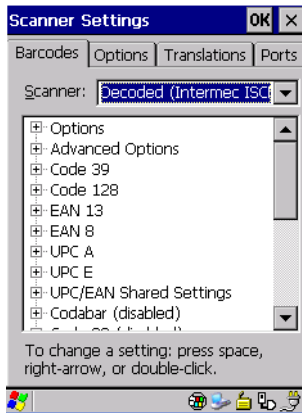 Scanner Settings OK ×
Barcodes Options Translations Ports
Scanner: Decoded (Intermec ISC
Options
Advanced Options
Code 39
Code 128
EAN 13
EAN 8
UPC A
UPC E
UPC/EAN Shared Settings
Codabar (disabled)
To change a setting: press space,
right-arrow, or double-click.